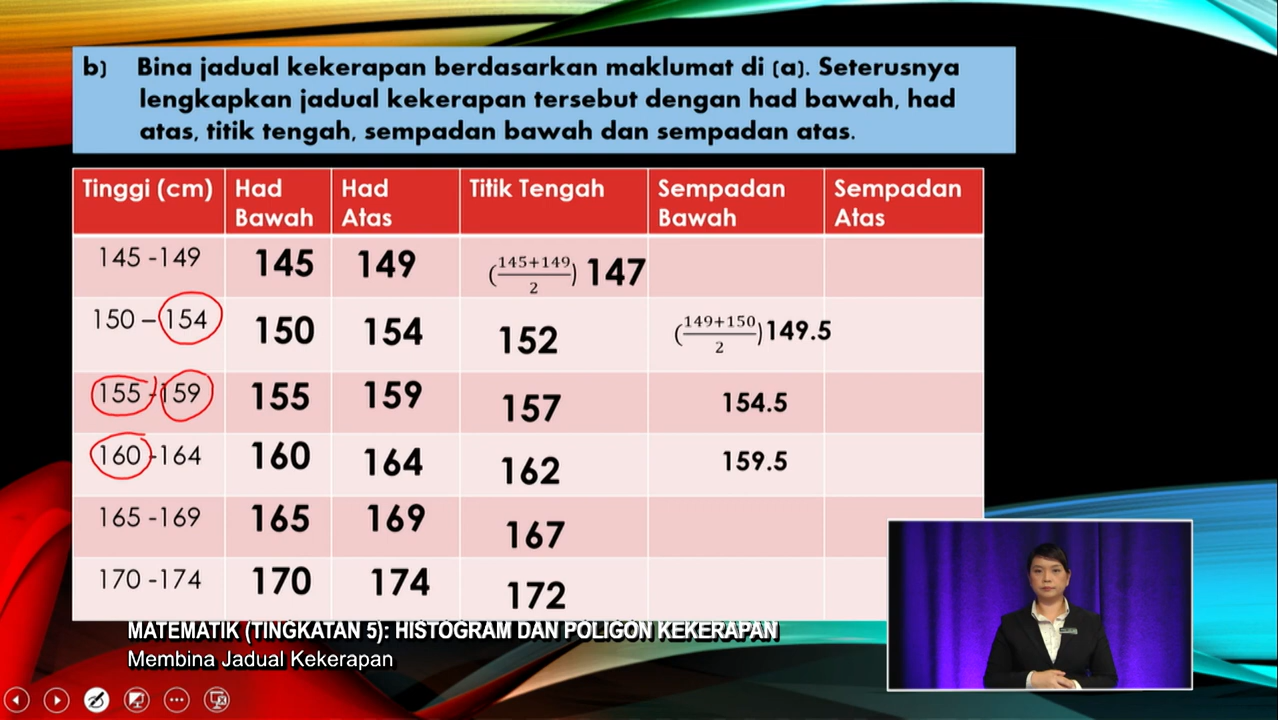 b) Bina jadual kekerapan berdasarkan maklumat di (a). Seterusnya
lengkapkan jadual kekerapan tersebut dengan had bawah, had
atas, titik tengah, sempadan bawah dan sempadan atas.
Tinggi (cm) Had Bawah Had Atas Titik Tengah Sempadan Bawah Sempadan Atas
145 -149 145 149 (145+149/2) 147
150 – 154 150 154 152 (149+150/2)149.5
155 -159 155 159 157 154.5
160 -164 160 164 162 159.5
165 -169 165 169 167
170 -174 170 174 172
MATEMATIK (TINGKATAN 5): HISTOGRAM DAN POLIGON KEKERAPAN
Membina Jadual Kekerapan